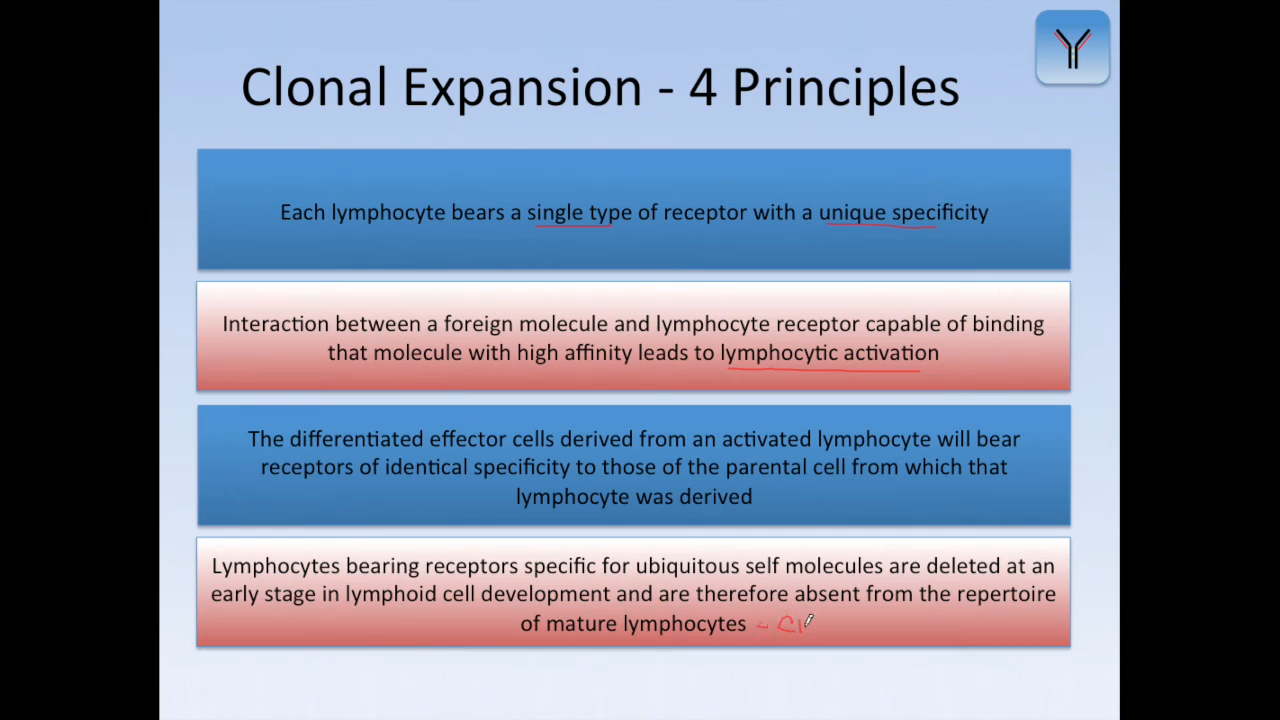 Clonal Expansion - 4 Principles
Each lymphocyte bears a single type of receptor with a unique specificity
Interaction between a foreign molecule and lymphocyte receptor capable of binding
that molecule with high affinity leads to lymphocytic activation
The differentiated effector cells derived from an activated lymphocyte will bear
receptors of identical specificity to those of the parental cell from which that
lymphocyte was derived
Lymphocytes bearing receptors specific for ubiquitous self molecules are deleted at an
early stage in lymphoid cell development and are therefore absent from the repertoire
of mature lymphocytes